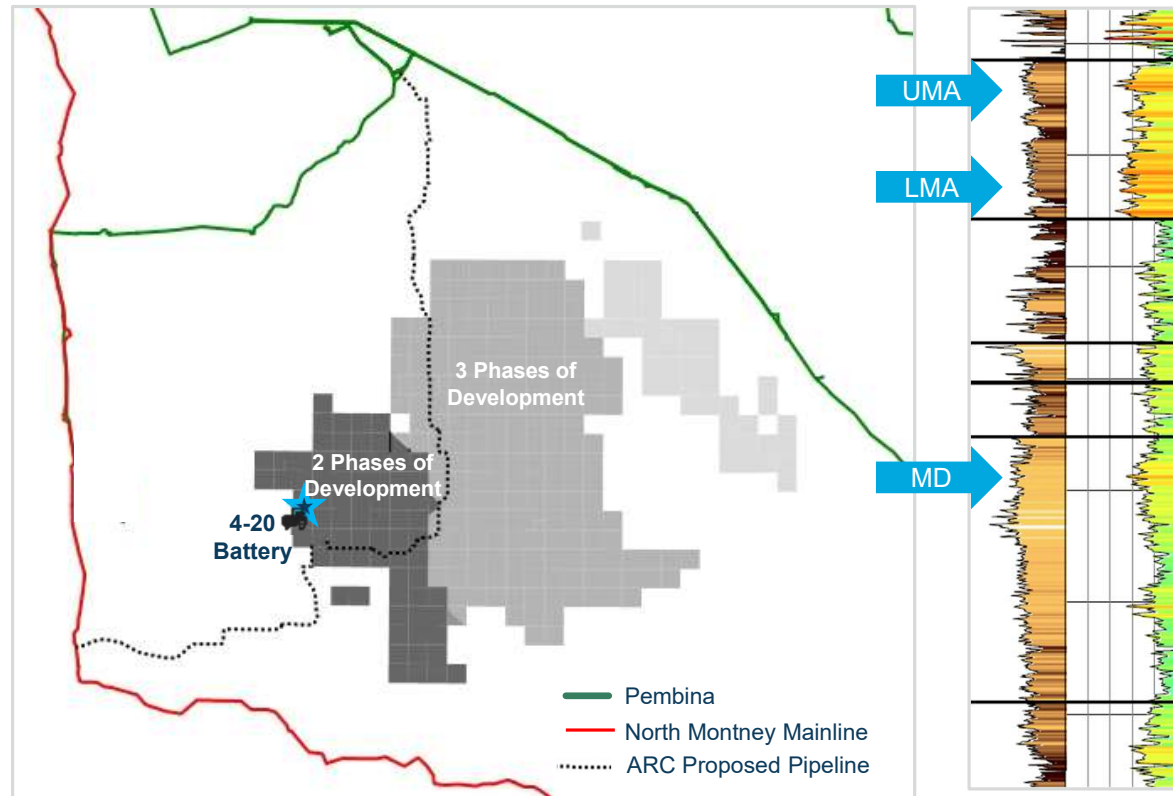 UMA
LMA
3 Phases of
Development
2 Phases of
Development
MD
4-20
Battery
Pembina
North Montney Mainline
ARC Proposed Pipeline